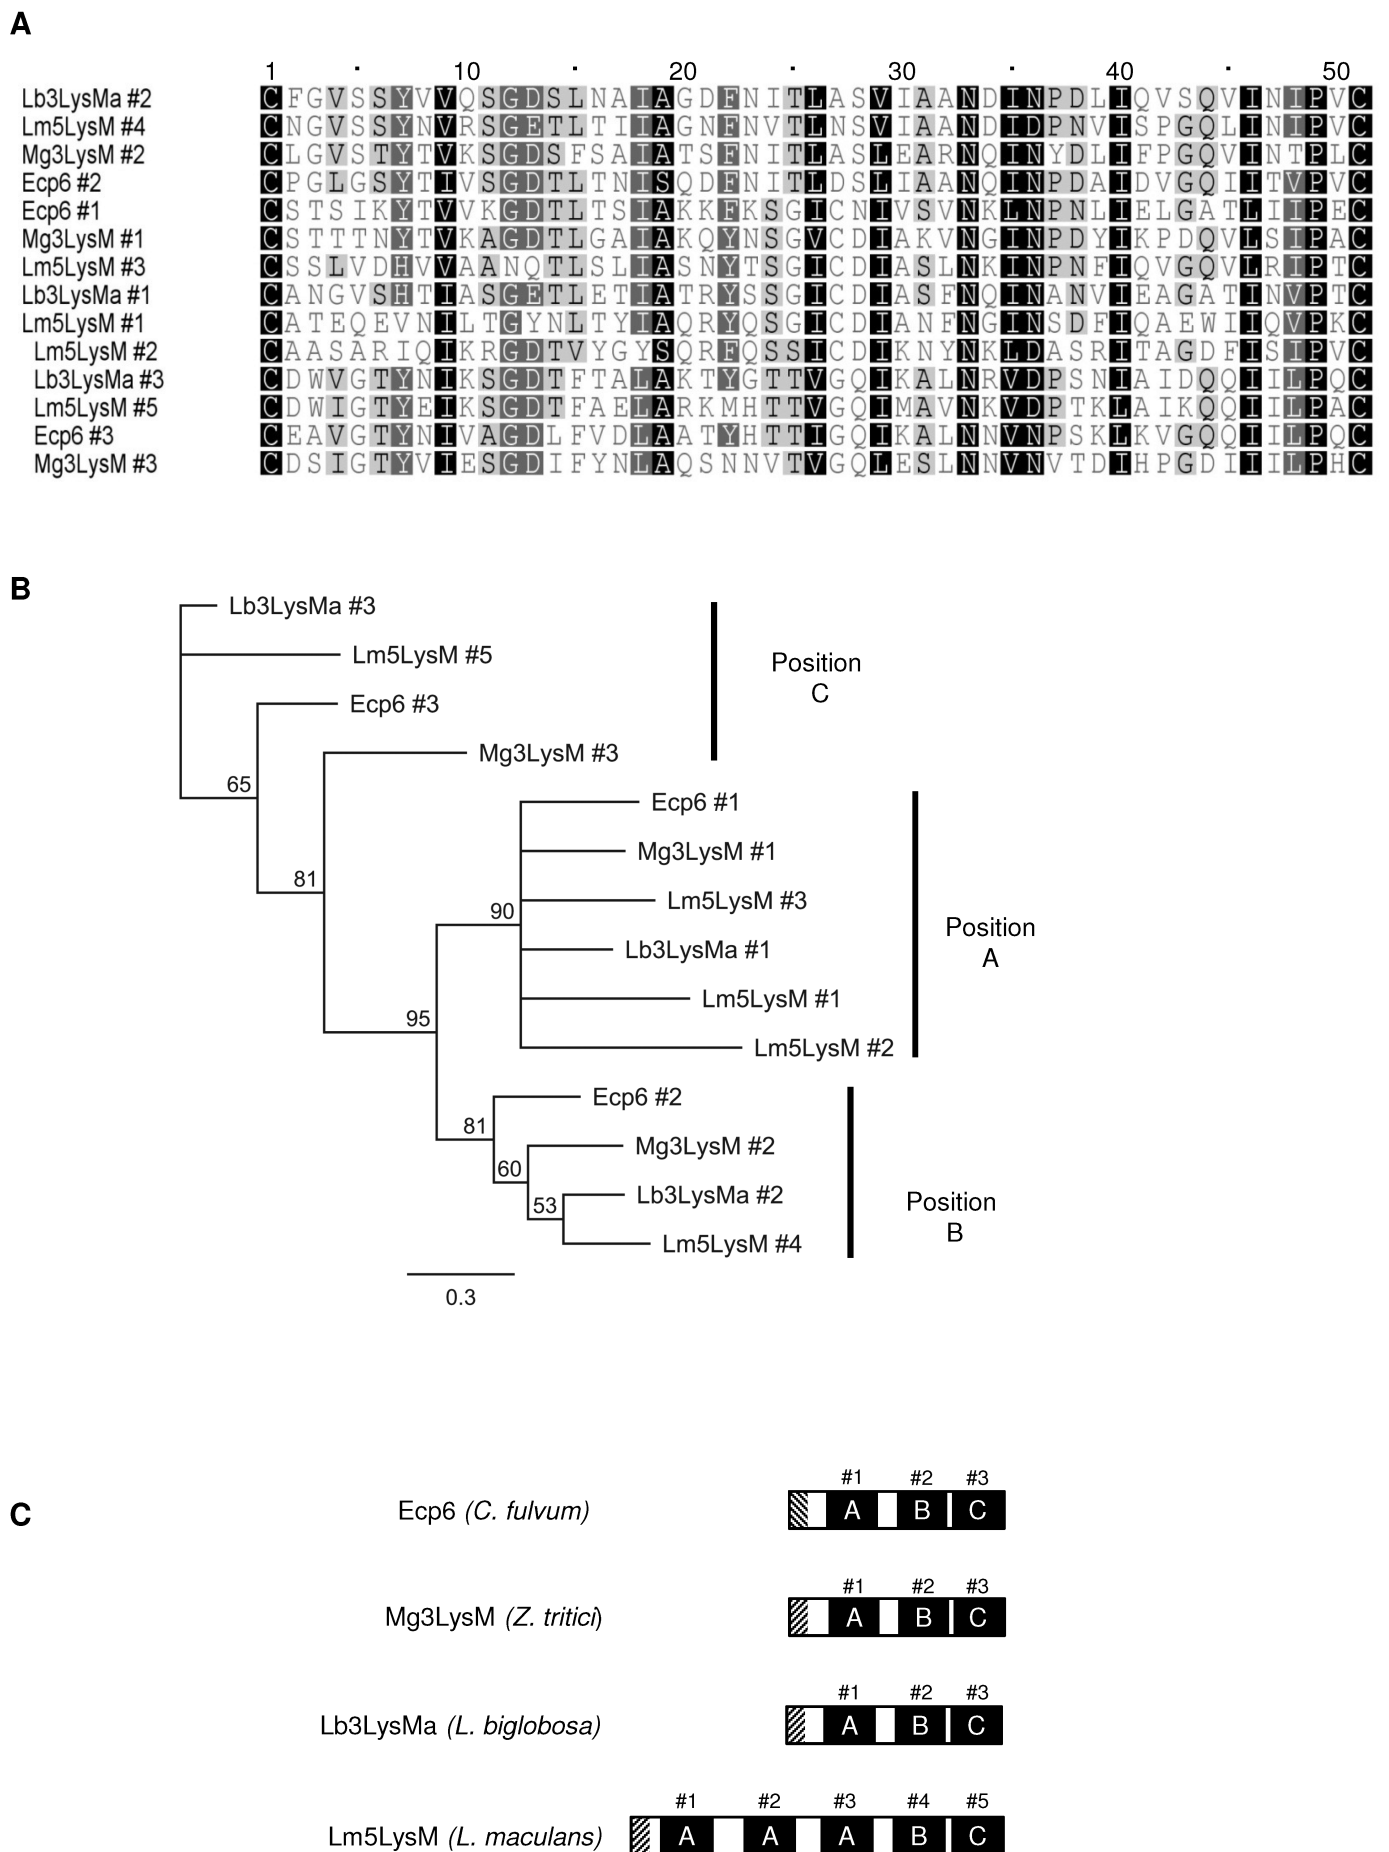 A
1 · 10 · 20 · 30 · 40 · 50
Lb3LysMa #2 CFGVSSYVVQSGDSLNAIAGDFNITLASVIAANDINPDLIQVSQVINIPVC
Lm5LysM #4 CNGVSSYNVRSGETLTIIAGNFNVTLNSVIAANDIDPNVISPGQLINIPVC
Mg3LysM #2 CLGVSTYTVKSGDSFSAIATSFNITLASLEARNQINYDLIFPGQVINTPLC
Ecp6 #2 CPGLGSYTIVSGDTLTNISQDFNITLDSLIAANQINPDAIDVGQIITVPVC
Ecp6 #1 CSTSIKYTVVKGDTLTSIAKKFKSGICNIVSVNKLNPNLIELGATLIIPEC
Mg3LysM #1 CSTTTNYTVKAGDTLGAIAKQYNSGVCDIAKVNGINPDYIKPDQVLSIPAC
Lm5LysM #3 CSSLVDHVVAANQTLSLIASNYTSGICDIASLNKINPNFIQVGQVLRIPTC
Lb3LysMa #1 CANGVSHTIASGETLETIATRYSSGICDIASFNQINANVIEAGATINVPTC
Lm5LysM #1 CATEQEVNILTGYNLTYIAQRYQSGICDIANFNGINSDFIQAEWIIQVPKC
Lm5LysM #2 CAASARIQIKRGDTVYGYSQRFQSSICDIKNYNKLDASRITAGDFISIPVC
Lb3LysMa #3 CDWVGTYNIKSGDTFTALAKTYGTTVGQIKALNRVDPSNIAIDQQIILPQC
Lm5LysM #5 CDWIGTYEIKSGDTFAELARKMHTTVGQIMAVNKVDPTKLAIKQQIILPAC
Ecp6 #3 CEAVGTYNIVAGDLFVDLAATYHTTIGQIKALNNVNPSKLKVGQQIILPQC
Mg3LysM #3 CDSIGTYVIESGDIFYNLAQSNNVTVGQLESLNNVNVTDIHPGDIIILPHC
B
Lb3LysMa #3
Lm5LysM #5
Position
C
Ecp6 #3
Mg3LysM #3
65
Ecp6 #1
Mg3LysM #1
81
Lm5LysM #3
90
Position
A
Lb3LysMa #1
Lm5LysM #1
95
Lm5LysM #2
Ecp6 #2
81
Mg3LysM #2
60
Lb3LysMa #2
53
Position
B
Lm5LysM #4
0.3
C
#1 #2 #3
Ecp6 (C. fulvum) A B C
#1 #2 #3
Mg3LysM (Z. tritici) A B C
#1 #2 #3
Lb3LysMa (L. biglobosa) A B C
#1 #2 #3 #4 #5
Lm5LysM (L. maculans) A A A B C